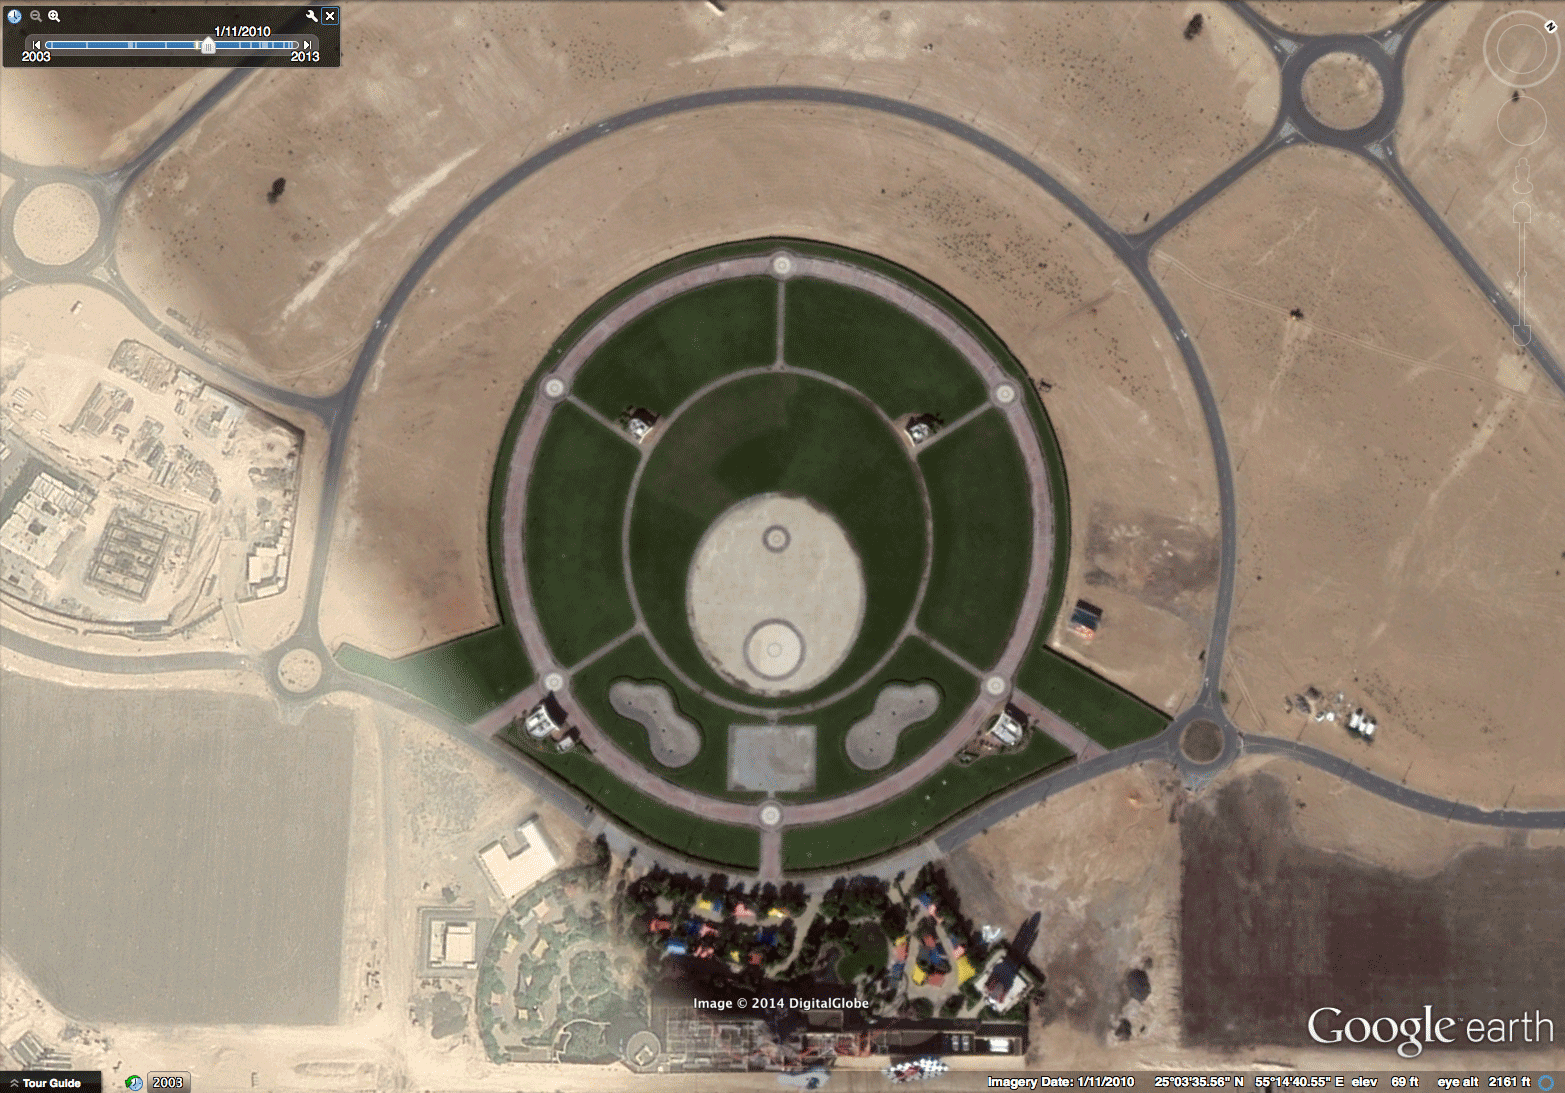 1/11/2010
2003
2013
N
Image © 2014 DigitalGlobe
Google™ earth
Tour Guide
2003
Imagery Date: 1/11/2010 25°03'35.56" N 55°14'40.55" E elev 69 ft eye alt 2161 ft